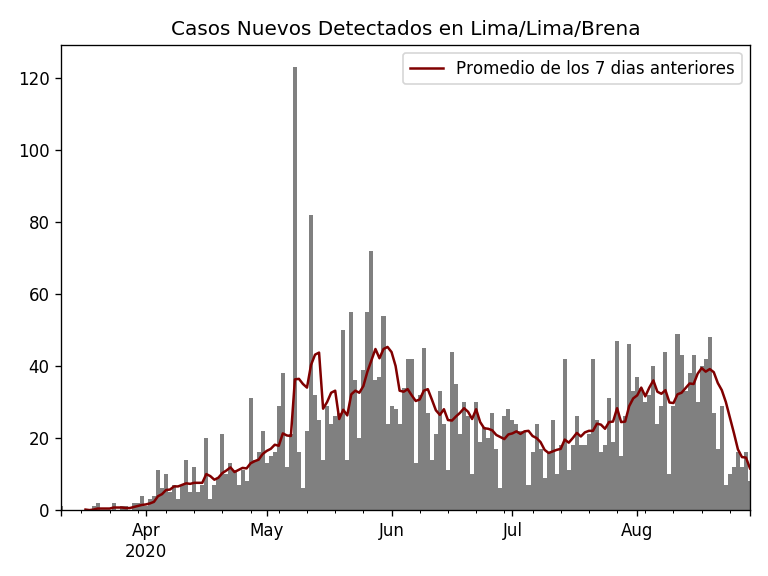 Casos Nuevos Detectados en Lima/Lima/Brena
Promedio de los 7 dias anteriores
120
100
80
60
40
20
0
Apr
2020
May
Jun
Jul
Aug